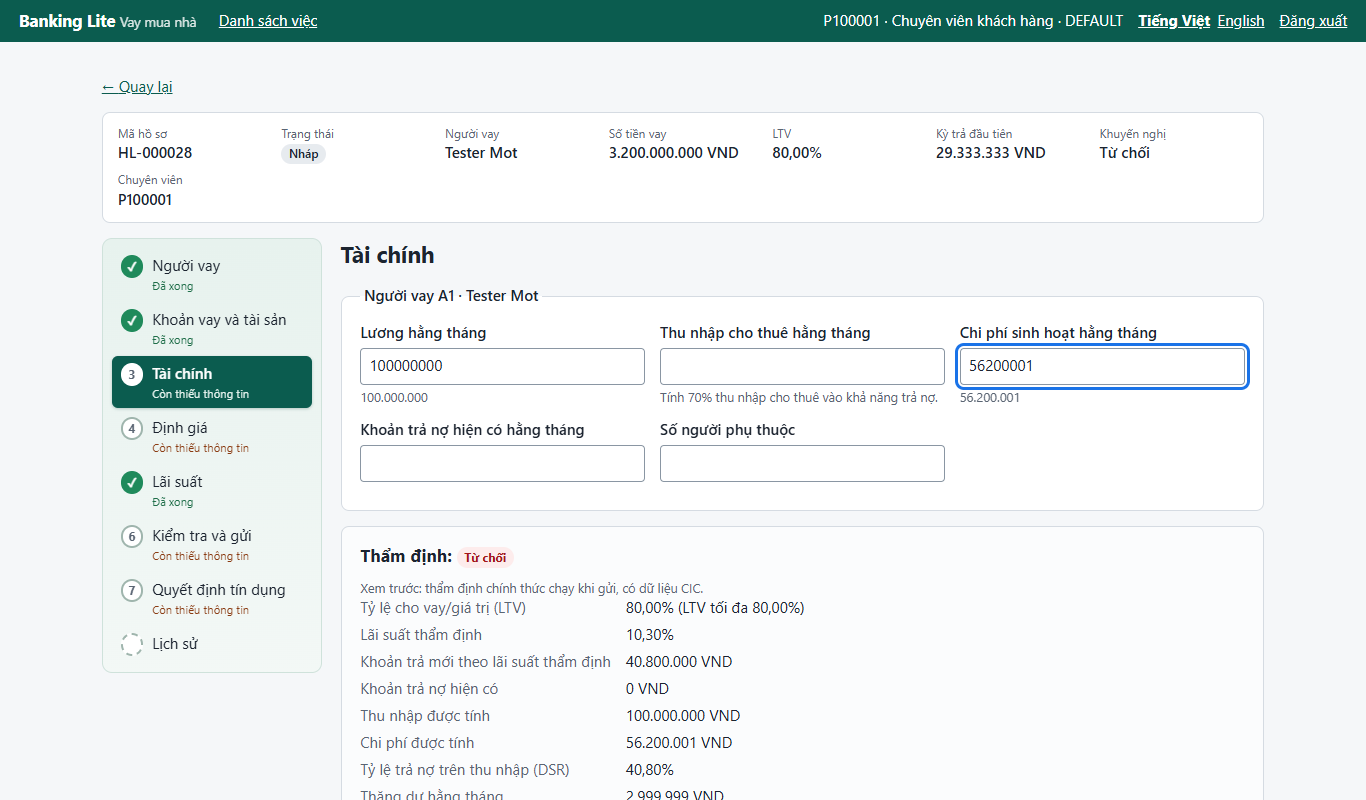 Banking Lite Vay mua nhà Danh sách việc P100001 · Chuyên viên khách hàng · DEFAULT Tiếng Việt English Đăng xuất
← Quay lại
Mã hồ sơ Trạng thái Người vay Số tiền vay LTV Kỳ trả đầu tiên Khuyến nghị
HL-000028 Nháp Tester Mot 3.200.000.000 VND 80,00% 29.333.333 VND Từ chối
Chuyên viên
P100001
Người vay
Đã xong
Khoản vay và tài sản
Đã xong
3 Tài chính
Còn thiếu thông tin
4 Định giá
Còn thiếu thông tin
Lãi suất
Đã xong
6 Kiểm tra và gửi
Còn thiếu thông tin
7 Quyết định tín dụng
Còn thiếu thông tin
Lịch sử
Tài chính
Người vay A1 · Tester Mot
Lương hằng tháng Thu nhập cho thuê hằng tháng Chi phí sinh hoạt hằng tháng
100000000 56200001
100.000.000 Tính 70% thu nhập cho thuê vào khả năng trả nợ. 56.200.001
Khoản trả nợ hiện có hằng tháng Số người phụ thuộc
Thẩm định: Từ chối
Xem trước: thẩm định chính thức chạy khi gửi, có dữ liệu CIC.
Tỷ lệ cho vay/giá trị (LTV) 80,00% (LTV tối đa 80,00%)
Lãi suất thẩm định 10,30%
Khoản trả mới theo lãi suất thẩm định 40.800.000 VND
Khoản trả nợ hiện có 0 VND
Thu nhập được tính 100.000.000 VND
Chi phí được tính 56.200.001 VND
Tỷ lệ trả nợ trên thu nhập (DSR) 40,80%
Thặng dư hằng tháng 2.999.999 VND